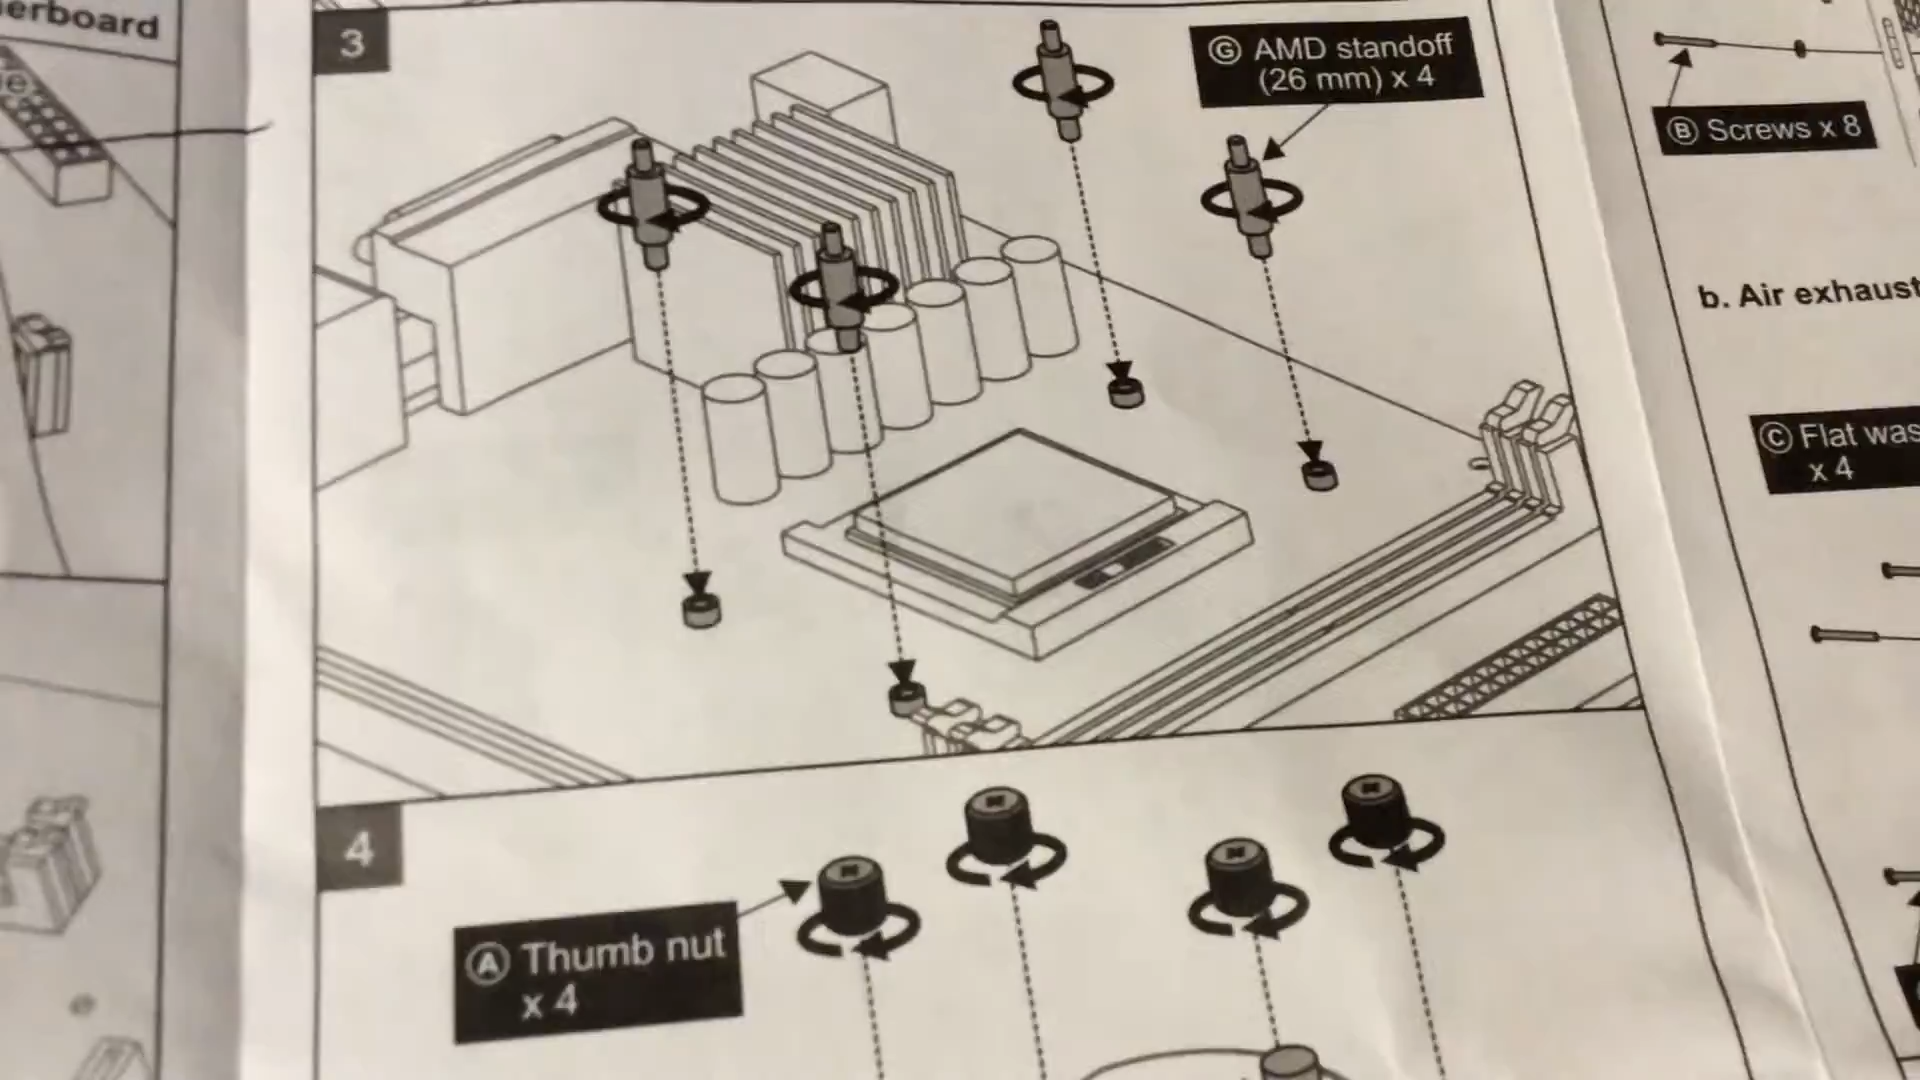 erboard
3
G AMD standoff
(26 mm) x 4
B Screws x 8
b. Air exhaust
C Flat was
x 4
4
A Thumb nut
x 4